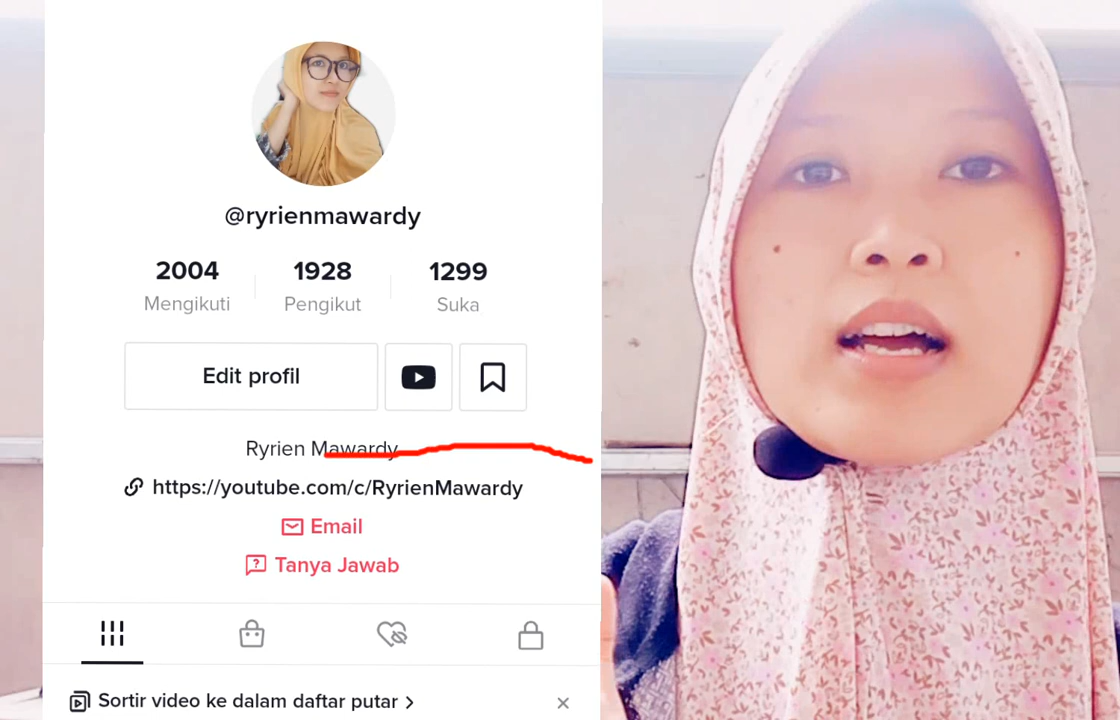 @ryrienmawardy
2004 1928 1299
Mengikuti Pengikut Suka
Edit profil
Ryrien Mawardy
https://youtube.com/c/RyrienMawardy
Email
Tanya Jawab
Sortir video ke dalam daftar putar